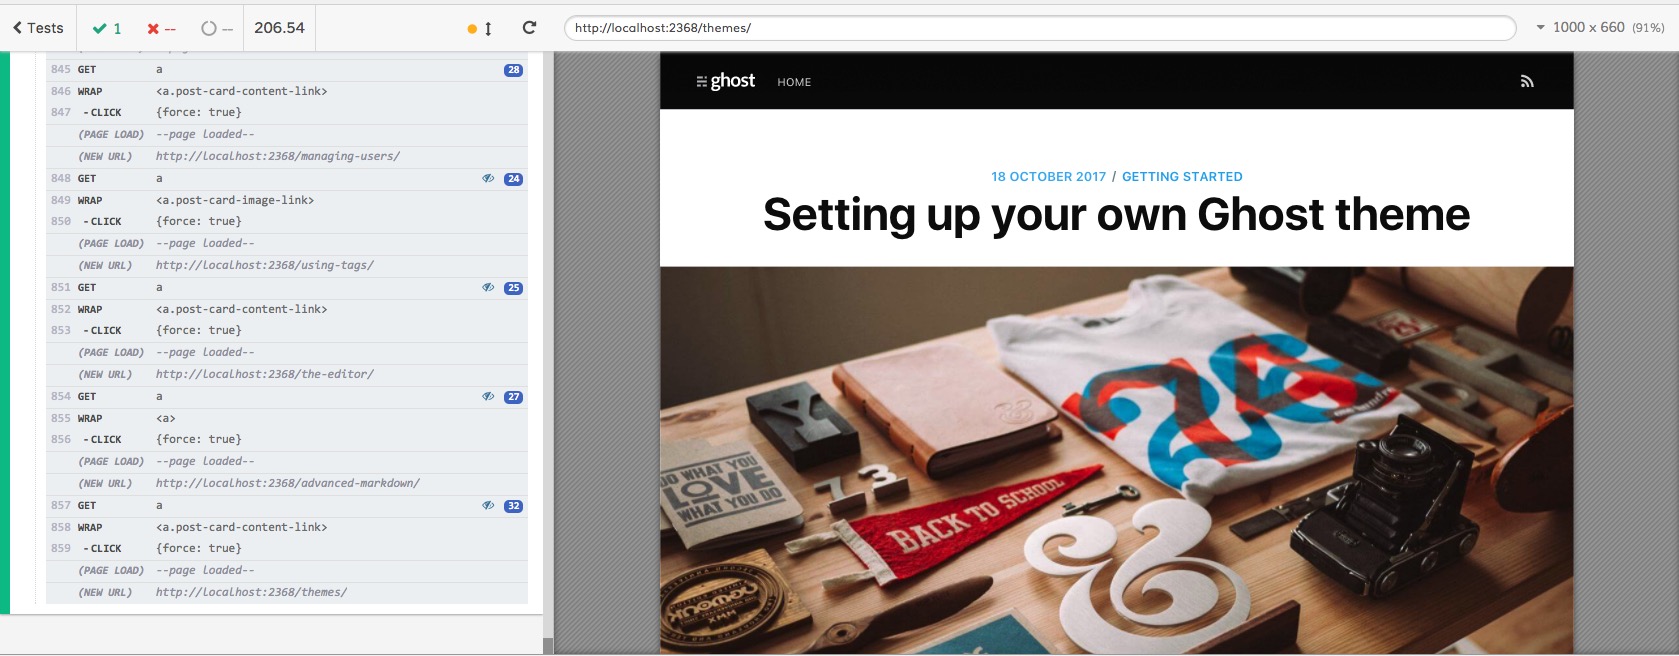 Tests
1
--
--
206.54
http://localhost:2368/themes/
1000 x 660 (91%)
845 GET a 28
846 WRAP <a.post-card-content-link>
847 - CLICK {force: true}
(PAGE LOAD) --page loaded--
(NEW URL) http://localhost:2368/managing-users/
848 GET a 24
849 WRAP <a.post-card-image-link>
850 - CLICK {force: true}
(PAGE LOAD) --page loaded--
(NEW URL) http://localhost:2368/using-tags/
851 GET a 25
852 WRAP <a.post-card-content-link>
853 - CLICK {force: true}
(PAGE LOAD) --page loaded--
(NEW URL) http://localhost:2368/the-editor/
854 GET a 27
855 WRAP <a>
856 - CLICK {force: true}
(PAGE LOAD) --page loaded--
(NEW URL) http://localhost:2368/advanced-markdown/
857 GET a 32
858 WRAP <a.post-card-content-link>
859 - CLICK {force: true}
(PAGE LOAD) --page loaded--
(NEW URL) http://localhost:2368/themes/
ghost HOME
18 OCTOBER 2017 / GETTING STARTED
Setting up your own Ghost theme
Y
DO WHAT YOU
LOVE
WHAT YOU DO
1 3
BACK TO SCHOOL
&